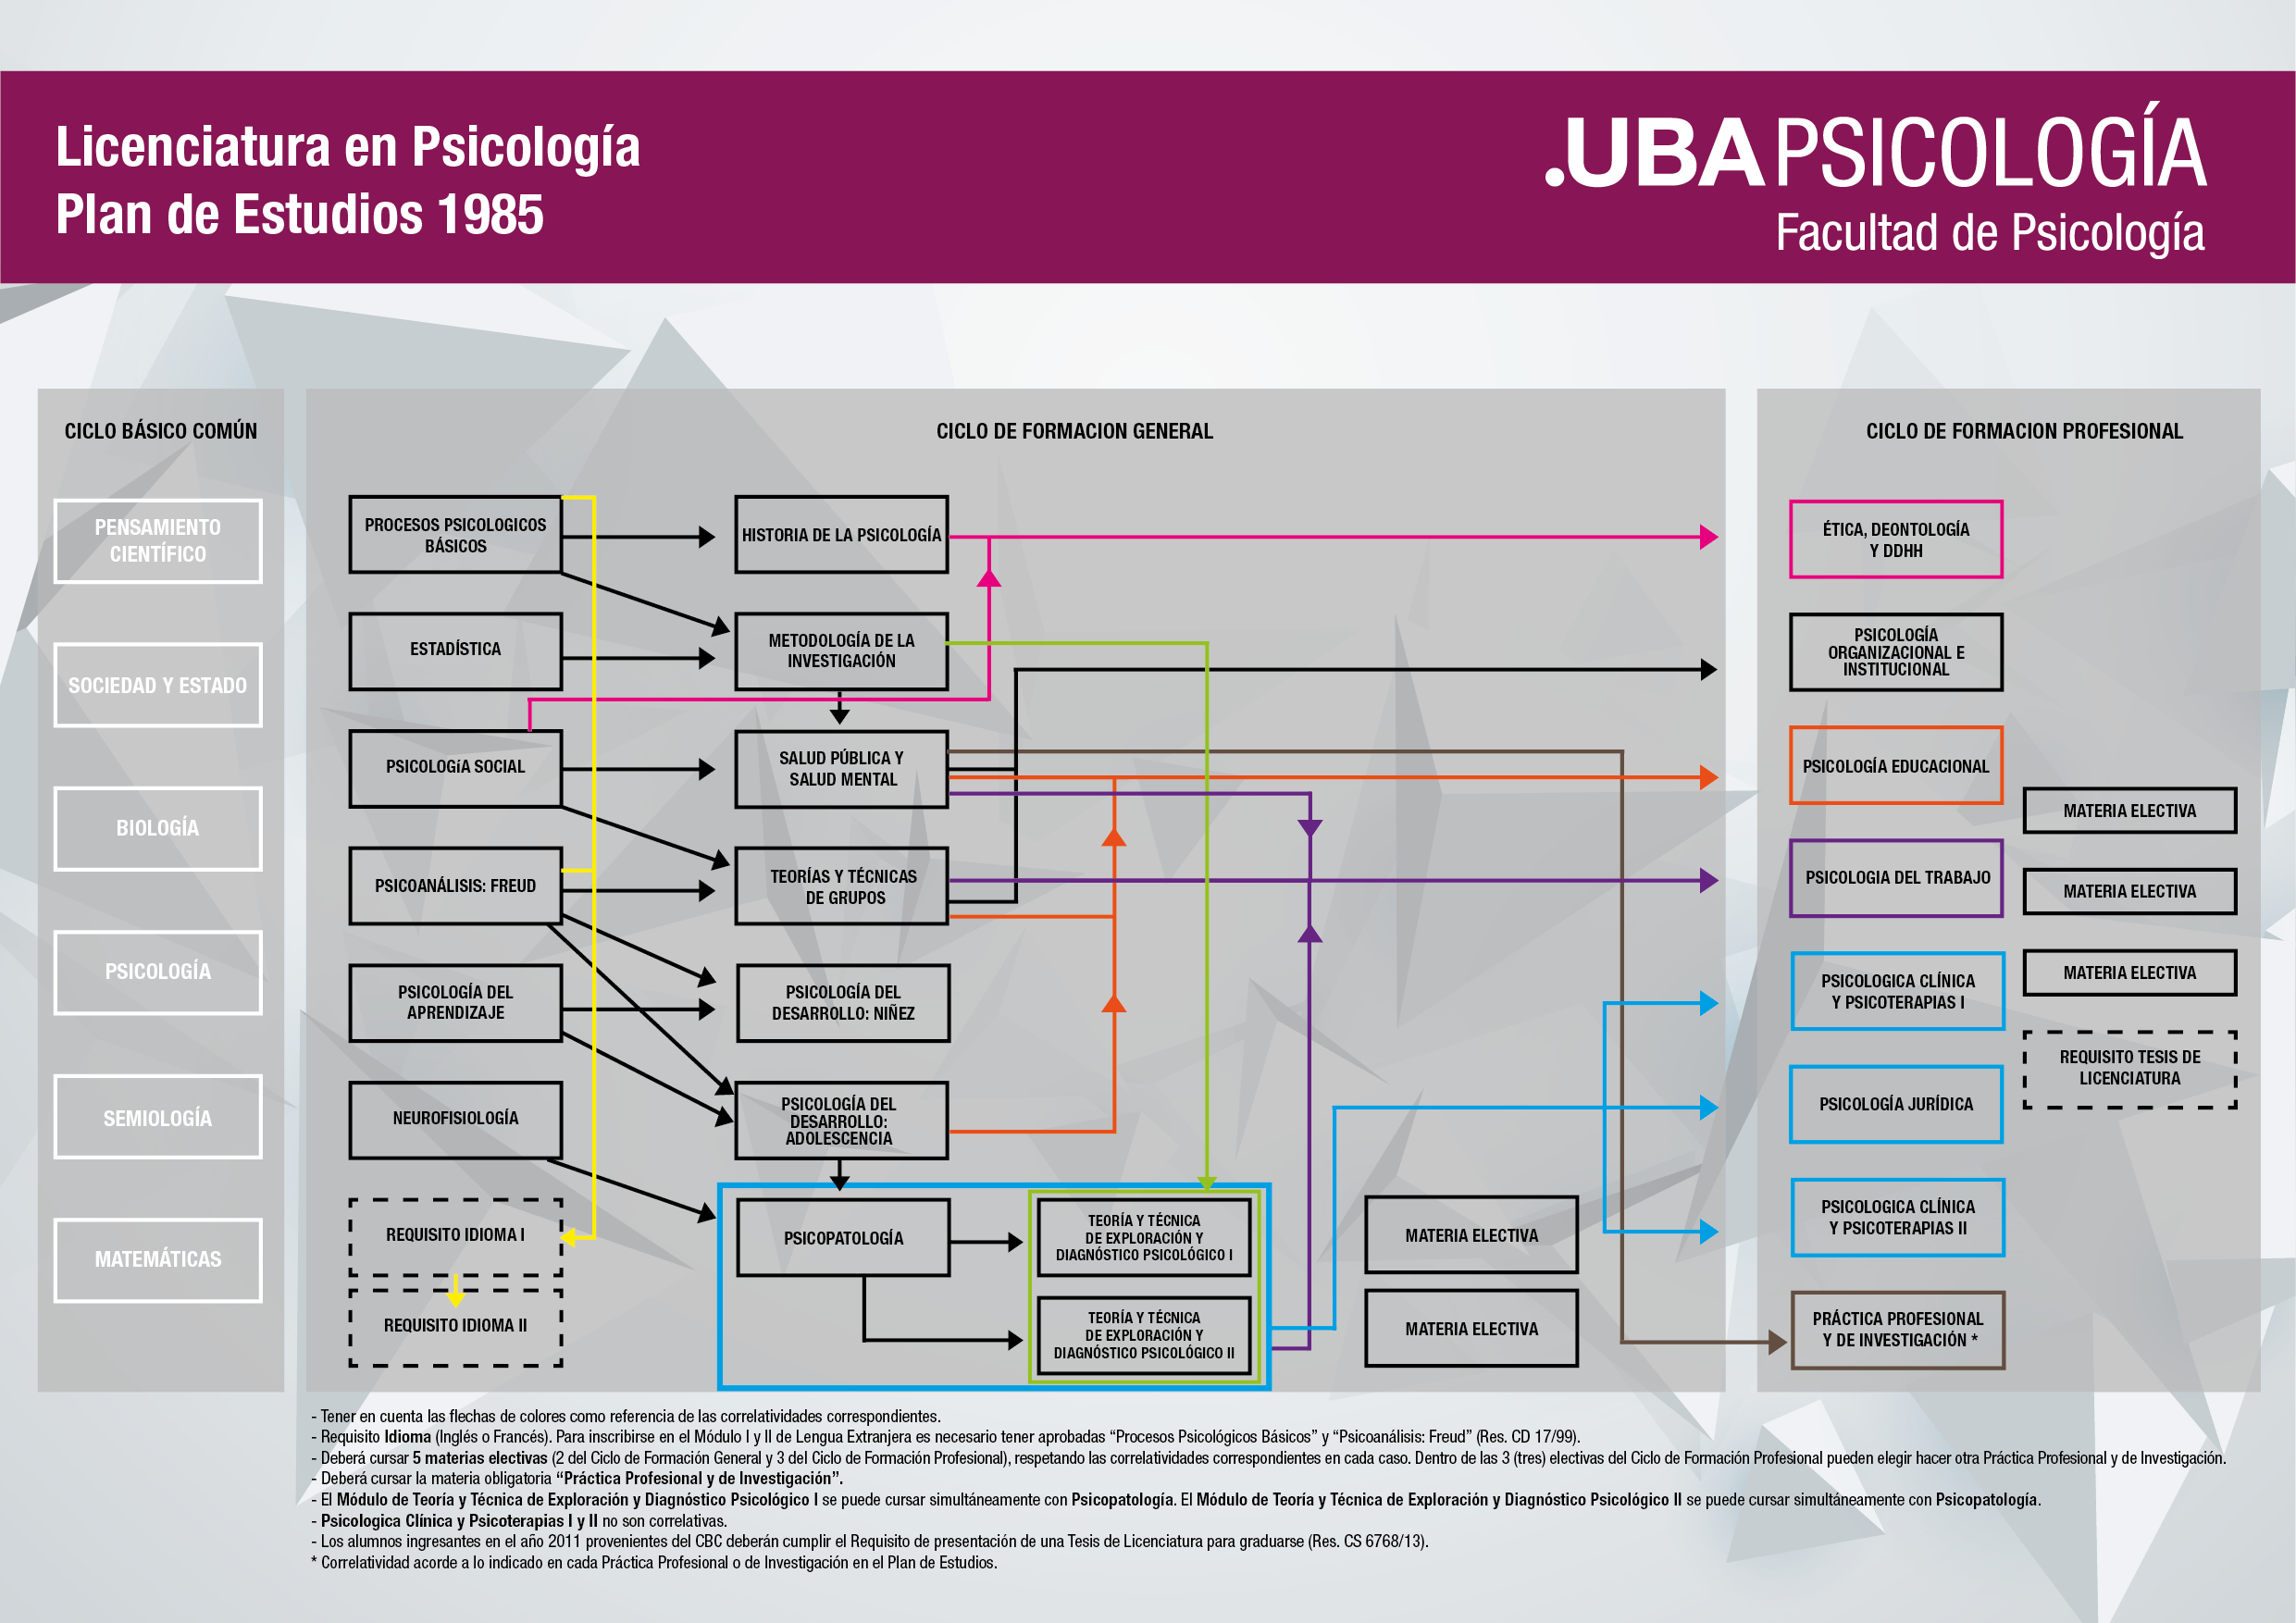 Licenciatura en Psicología
Plan de Estudios 1985
.UBAPSICOLOGÍA
Facultad de Psicología
CICLO BÁSICO COMÚN
PENSAMIENTO
CIENTÍFICO
SOCIEDAD Y ESTADO
BIOLOGÍA
PSICOLOGÍA
SEMIOLOGÍA
MATEMÁTICAS
CICLO DE FORMACION GENERAL
PROCESOS PSICOLOGICOS
BÁSICOS
ESTADÍSTICA
PSICOLOGíA SOCIAL
PSICOANÁLISIS: FREUD
PSICOLOGÍA DEL
APRENDIZAJE
NEUROFISIOLOGÍA
REQUISITO IDIOMA I
REQUISITO IDIOMA II
HISTORIA DE LA PSICOLOGÍA
METODOLOGÍA DE LA
INVESTIGACIÓN
SALUD PÚBLICA Y
SALUD MENTAL
TEORÍAS Y TÉCNICAS
DE GRUPOS
PSICOLOGÍA DEL
DESARROLLO: NIÑEZ
PSICOLOGÍA DEL
DESARROLLO:
ADOLESCENCIA
PSICOPATOLOGÍA
TEORÍA Y TÉCNICA
DE EXPLORACIÓN Y
DIAGNÓSTICO PSICOLÓGICO I
TEORÍA Y TÉCNICA
DE EXPLORACIÓN Y
DIAGNÓSTICO PSICOLÓGICO II
MATERIA ELECTIVA
MATERIA ELECTIVA
CICLO DE FORMACION PROFESIONAL
ÉTICA, DEONTOLOGÍA
Y DDHH
PSICOLOGÍA
ORGANIZACIONAL E
INSTITUCIONAL
PSICOLOGÍA EDUCACIONAL
PSICOLOGIA DEL TRABAJO
PSICOLOGICA CLÍNICA
Y PSICOTERAPIAS I
PSICOLOGÍA JURÍDICA
PSICOLOGICA CLÍNICA
Y PSICOTERAPIAS II
PRÁCTICA PROFESIONAL
Y DE INVESTIGACIÓN *
MATERIA ELECTIVA
MATERIA ELECTIVA
MATERIA ELECTIVA
REQUISITO TESIS DE
LICENCIATURA
- Tener en cuenta las flechas de colores como referencia de las correlatividades correspondientes.
- Requisito Idioma (Inglés o Francés). Para inscribirse en el Módulo I y II de Lengua Extranjera es necesario tener aprobadas “Procesos Psicológicos Básicos” y “Psicoanálisis: Freud” (Res. CD 17/99).
- Deberá cursar 5 materias electivas (2 del Ciclo de Formación General y 3 del Ciclo de Formación Profesional), respetando las correlatividades correspondientes en cada caso. Dentro de las 3 (tres) electivas del Ciclo de Formación Profesional pueden elegir hacer otra Práctica Profesional y de Investigación.
- Deberá cursar la materia obligatoria “Práctica Profesional y de Investigación”.
- El Módulo de Teoría y Técnica de Exploración y Diagnóstico Psicológico I se puede cursar simultáneamente con Psicopatología. El Módulo de Teoría y Técnica de Exploración y Diagnóstico Psicológico II se puede cursar simultáneamente con Psicopatología.
- Psicologica Clínica y Psicoterapias I y II no son correlativas.
- Los alumnos ingresantes en el año 2011 provenientes del CBC deberán cumplir el Requisito de presentación de una Tesis de Licenciatura para graduarse (Res. CS 6768/13).
* Correlatividad acorde a lo indicado en cada Práctica Profesional o de Investigación en el Plan de Estudios.